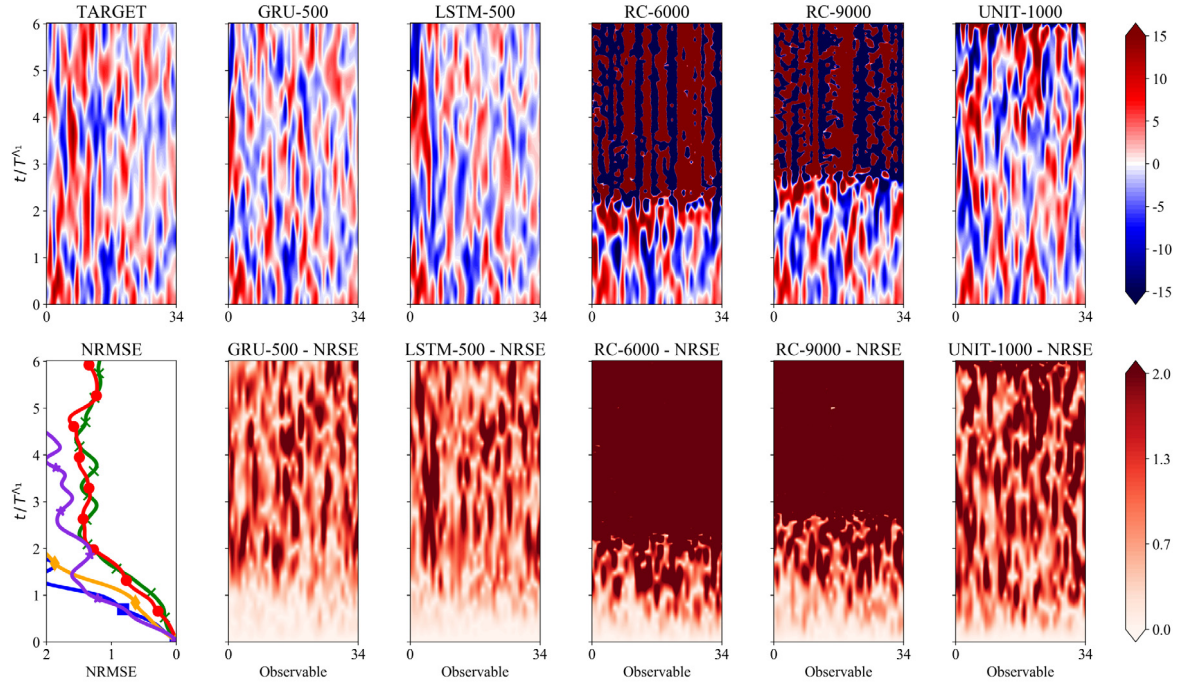 TARGET GRU-500 LSTM-500 RC-6000 RC-9000 UNIT-1000
6 15
5 10
4 5
t/T^Λ1 3 0
2 -5
1 -10
0 -15
0 34 0 34 0 34 0 34 0 34 0 34
NRMSE GRU-500 - NRSE LSTM-500 - NRSE RC-6000 - NRSE RC-9000 - NRSE UNIT-1000 - NRSE
6 2.0
5
4 1.3
t/T^Λ1 3
2 0.7
1
0 0.0
2 1 0 0 34 0 34 0 34 0 34 0 34
NRMSE Observable Observable Observable Observable Observable